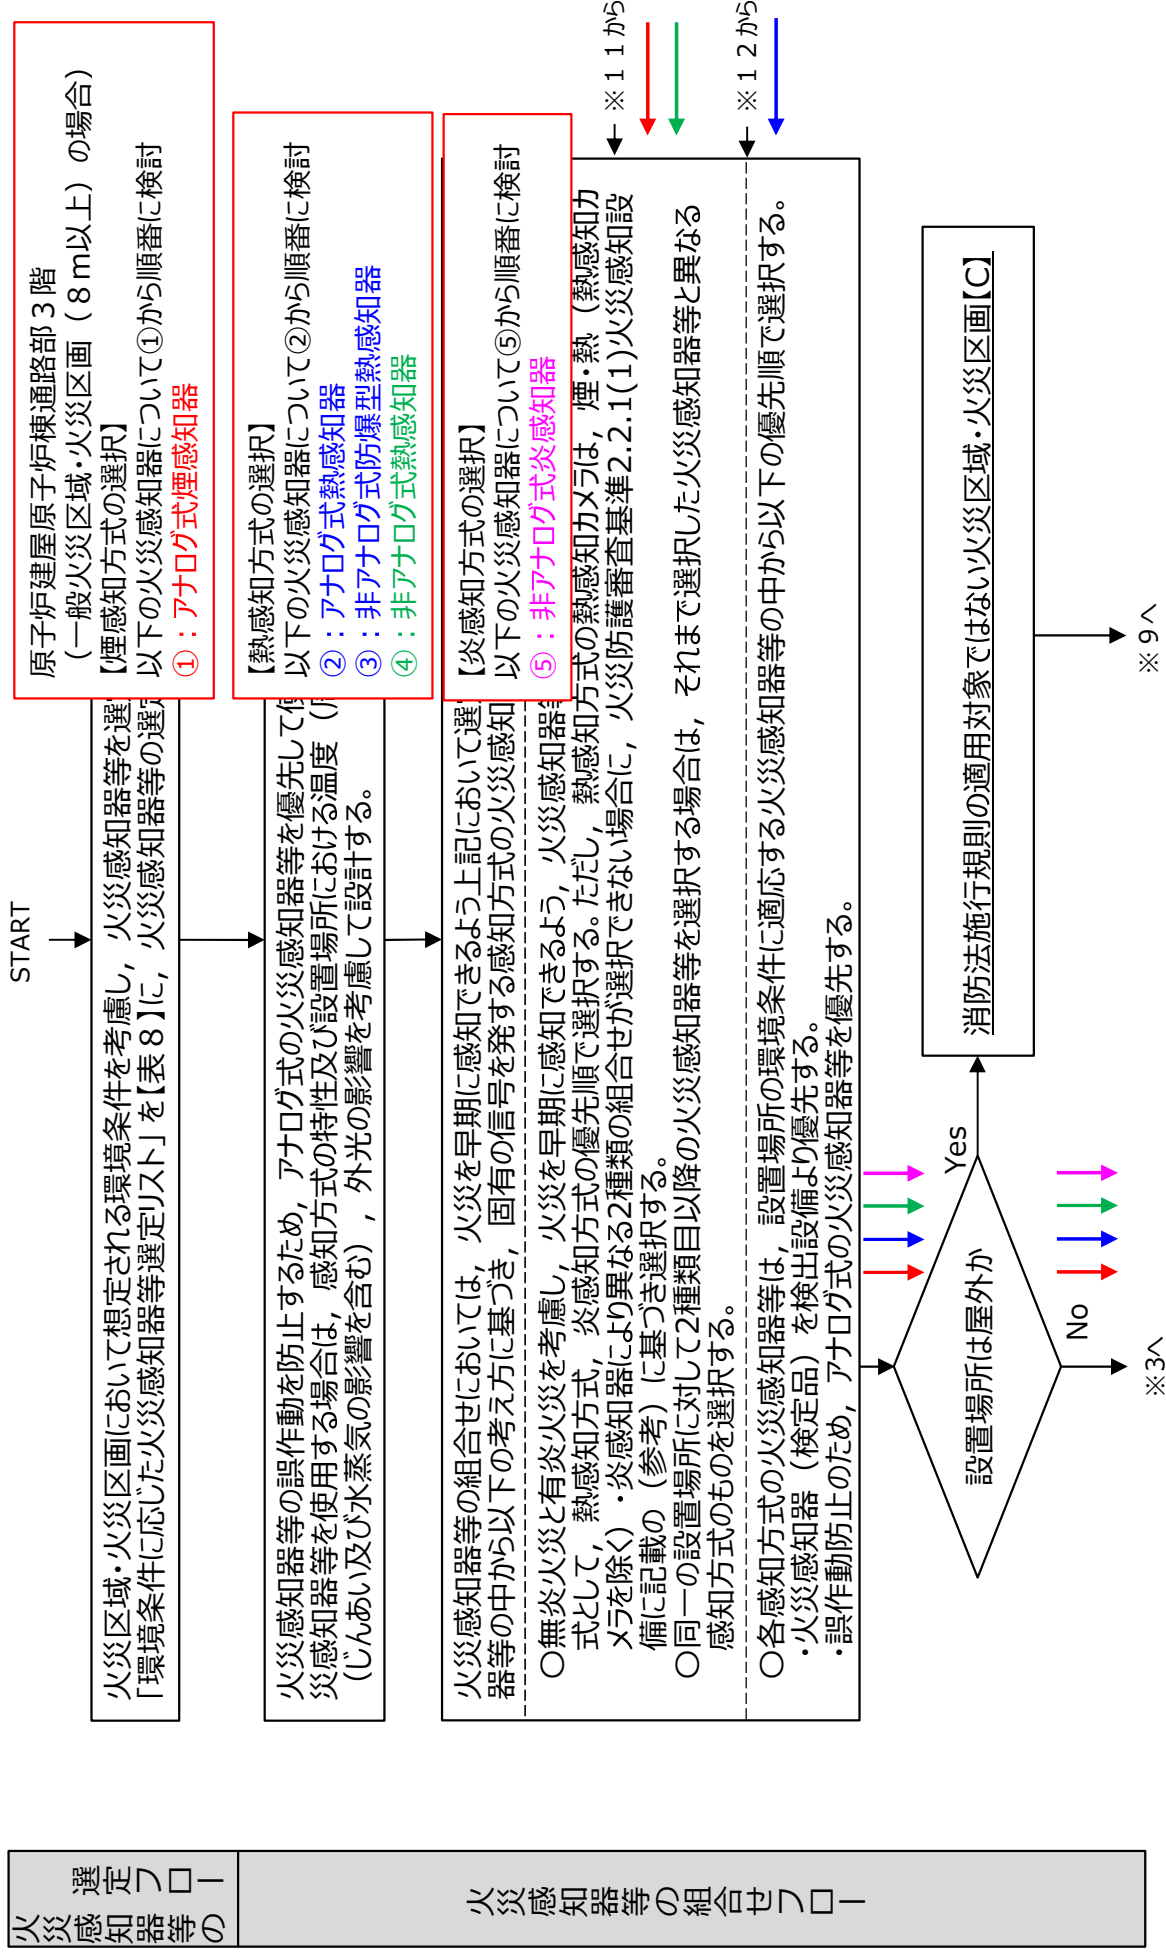 火災感知器等の
選定フロー
火災感知器等の組合せフロー
START
火災区域・火災区画において想定される環境条件を考慮し，火災感知器等を選
「環境条件に応じた火災感知器等選定リスト」を【表８】に，火災感知器等の選定
原子炉建屋原子炉棟通路部３階
（一般火災区域・火災区画（８ｍ以上）の場合）
【煙感知方式の選択】
以下の火災感知器について①から順番に検討
①：アナログ式煙感知器
火災感知器等の誤作動を防止するため，アナログ式の火災感知器等を優先して使
災感知器等を使用する場合は，感知方式の特性及び設置場所における温度（
（じんあい及び水蒸気の影響を含む），外光の影響を考慮して設計する。
【熱感知方式の選択】
以下の火災感知器について②から順番に検討
②：アナログ式熱感知器
③：非アナログ式防爆型熱感知器
④：非アナログ式熱感知器
火災感知器等の組合せにおいては，火災を早期に感知できるよう上記において選
器等の中から以下の考え方に基づき，固有の信号を発する感知方式の火災感知
【炎感知方式の選択】
以下の火災感知器について⑤から順番に検討
⑤：非アナログ式炎感知器
○無炎火災と有炎火災を考慮し，火災を早期に感知できるよう，火災感知器等
式として，熱感知方式，炎感知方式の優先順で選択する。ただし，熱感知方式の熱感知カメラは，煙・熱（熱感知カ
メラを除く）・炎感知器により異なる2種類の組合せが選択できない場合に，火災防護審査基準2.2.1(1)火災感知設
備に記載の（参考）に基づき選択する。
○同一の設置場所に対して2種類目以降の火災感知器等を選択する場合は，それまで選択した火災感知器等と異なる
感知方式のものを選択する。
※１１から
○各感知方式の火災感知器等は，設置場所の環境条件に適応する火災感知器等の中から以下の優先順で選択する。
・火災感知器（検定品）を検出設備より優先する。
・誤作動防止のため，アナログ式の火災感知器等を優先する。
※１２から
設置場所は屋外か
Yes
No
消防法施行規則の適用対象ではない火災区域・火災区画【C】
※3へ
※９へ